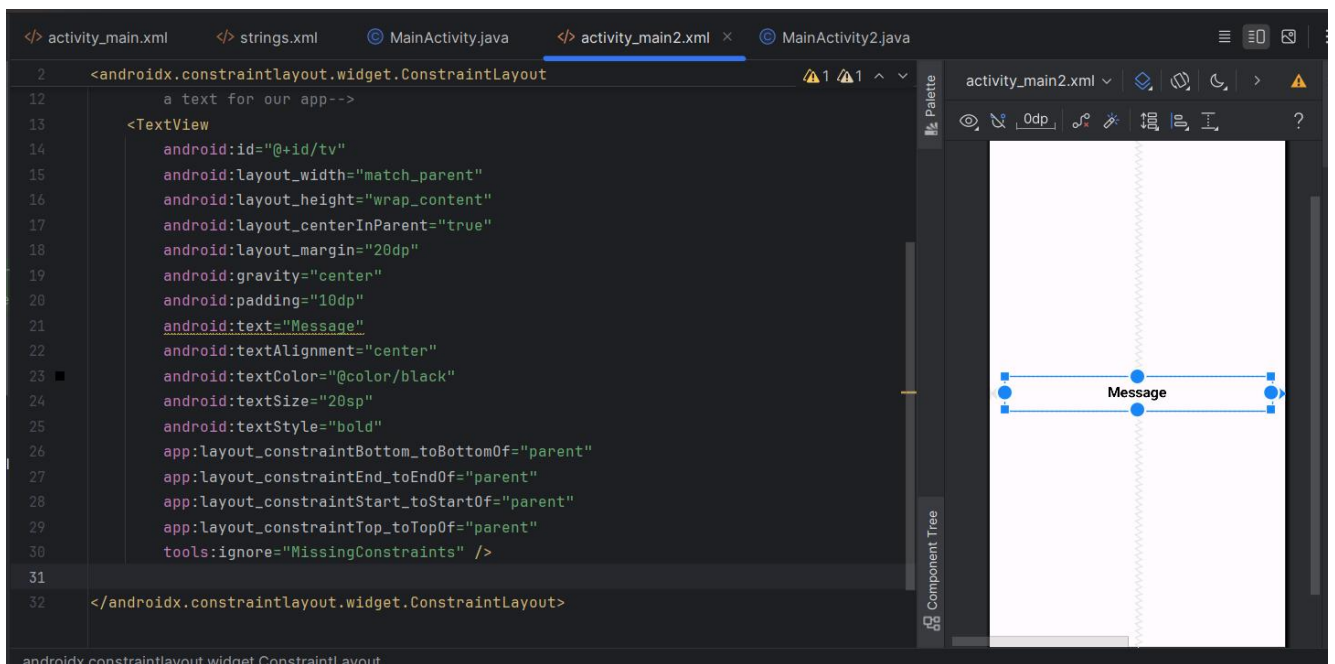 activity_main.xml strings.xml MainActivity.java activity_main2.xml MainActivity2.java
2 <androidx.constraintlayout.widget.ConstraintLayout 1 1
12 a text for our app-->
13 <TextView
14 android:id="@+id/tv"
15 android:layout_width="match_parent"
16 android:layout_height="wrap_content"
17 android:layout_centerInParent="true"
18 android:layout_margin="20dp"
19 android:gravity="center"
20 android:padding="10dp"
21 android:text="Message"
22 android:textAlignment="center"
23 android:textColor="@color/black"
24 android:textSize="20sp"
25 android:textStyle="bold"
26 app:layout_constraintBottom_toBottomOf="parent"
27 app:layout_constraintEnd_toEndOf="parent"
28 app:layout_constraintStart_toStartOf="parent"
29 app:layout_constraintTop_toTopOf="parent"
30 tools:ignore="MissingConstraints" />
31
32 </androidx.constraintlayout.widget.ConstraintLayout>
androidx.constraintlayout.widget.ConstraintLayout
Palette
Component Tree
activity_main2.xml
0dp ?
Message